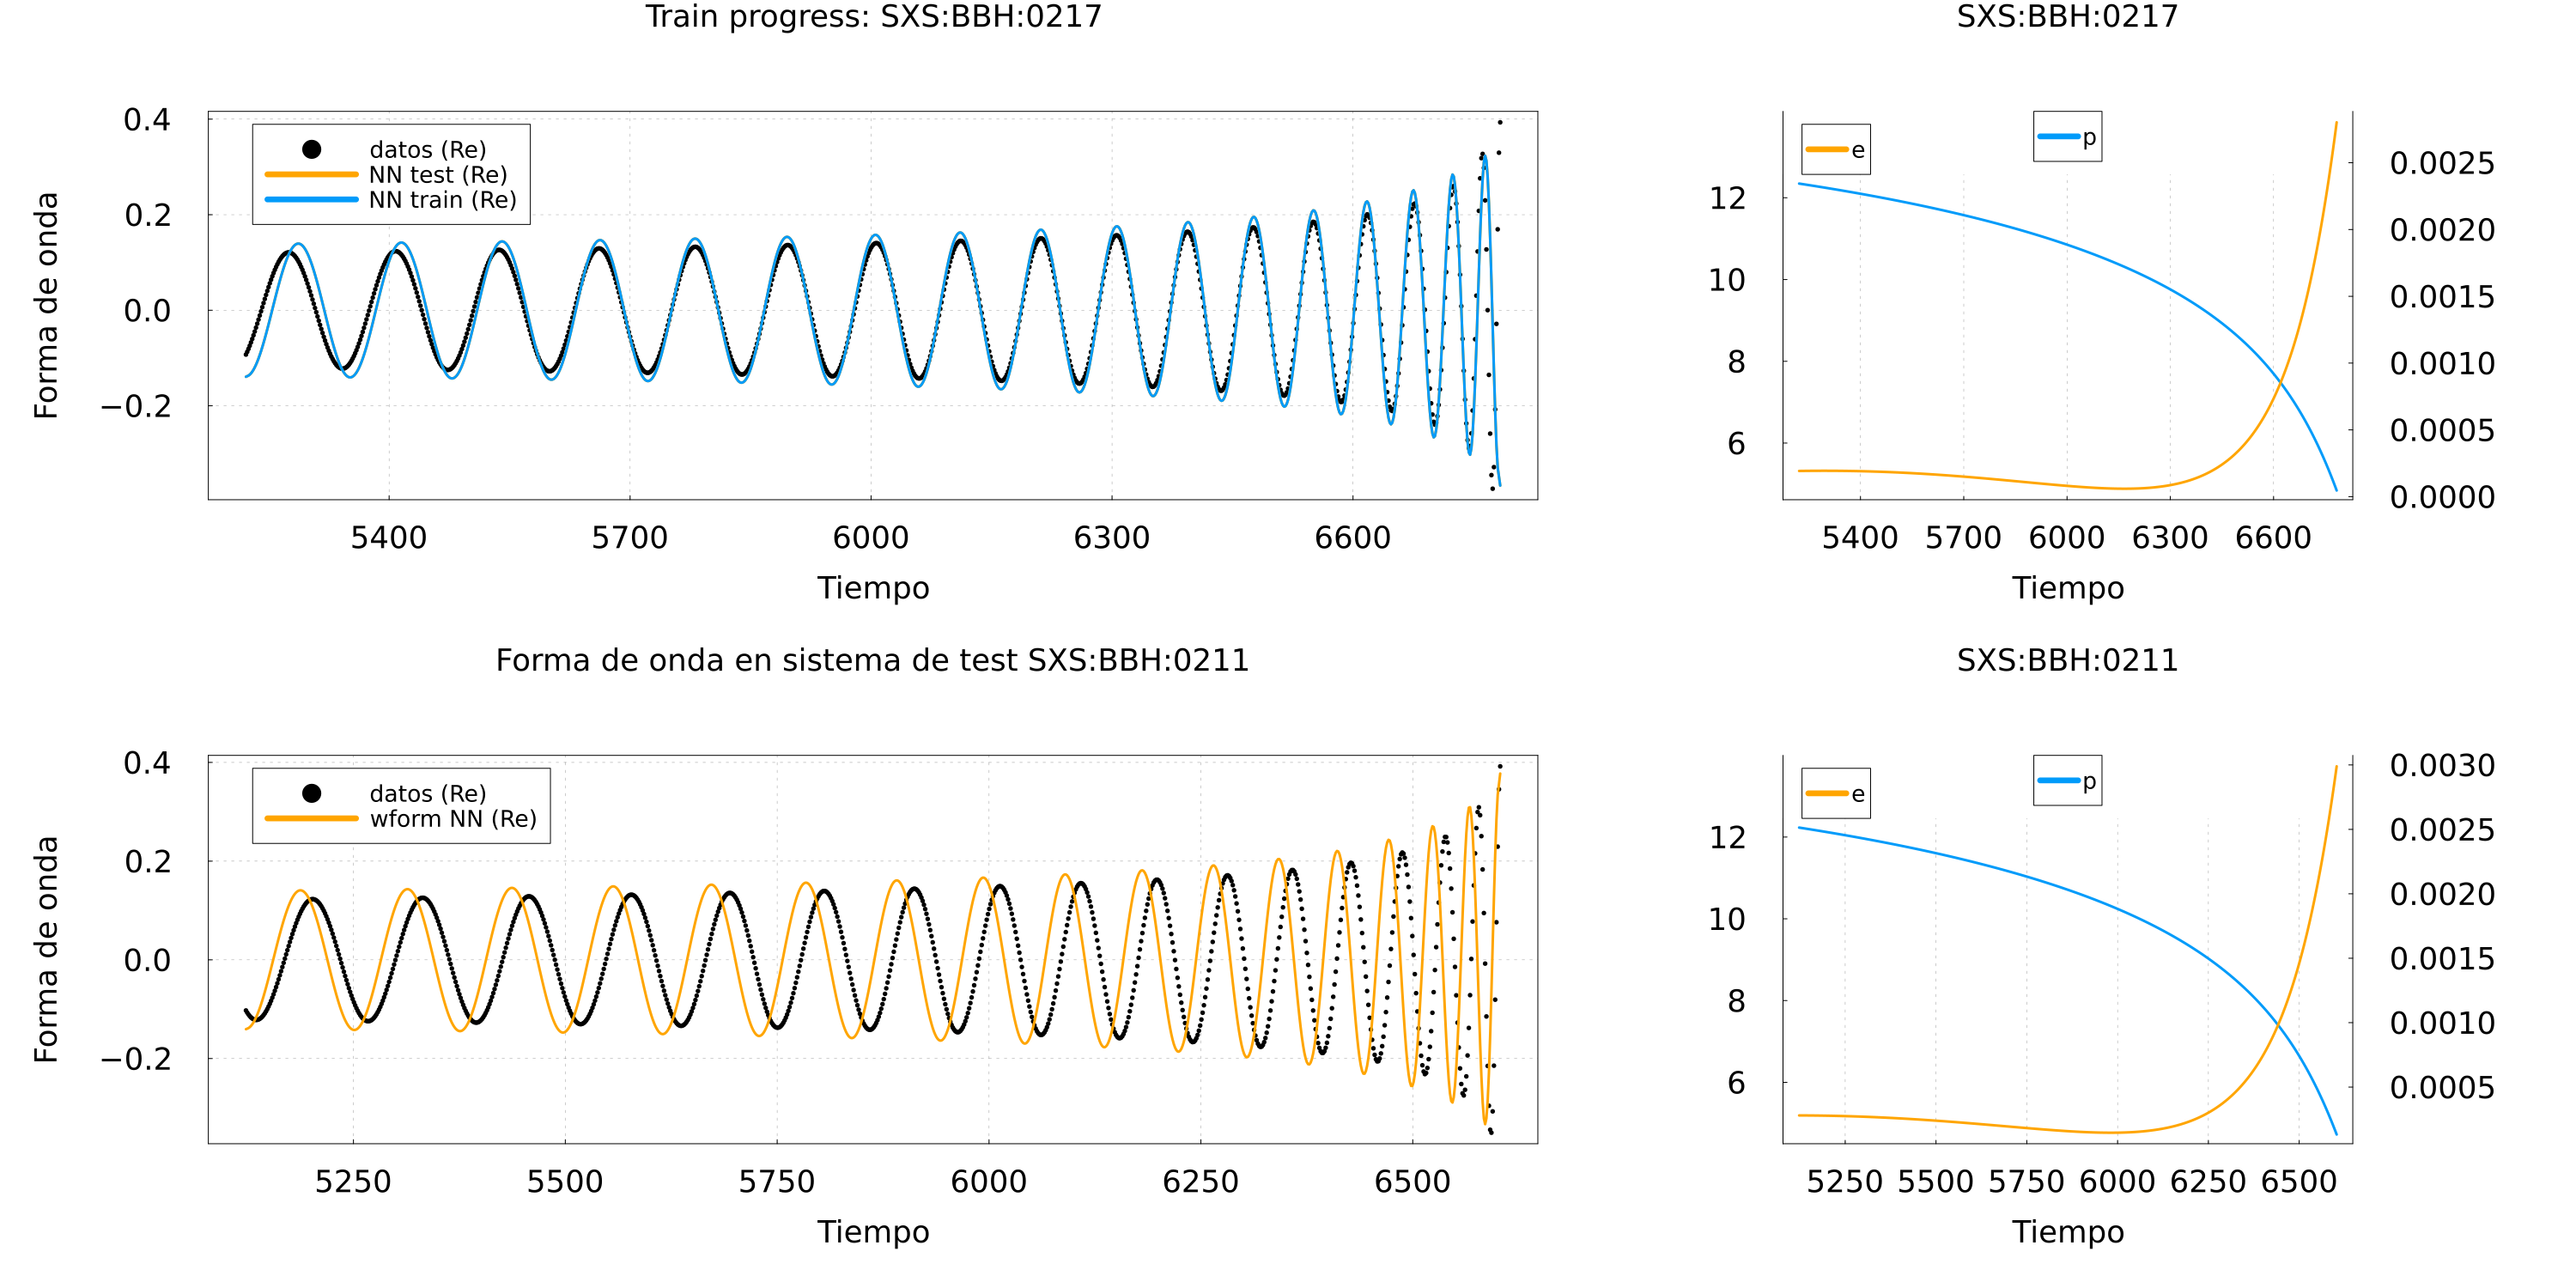 Train progress: SXS:BBH:0217
SXS:BBH:0217
Forma de onda
0.4
0.2
0.0
−0.2
datos (Re)
NN test (Re)
NN train (Re)
5400 5700 6000 6300 6600
Tiempo
12
10
8
6
e
p
0.0025
0.0020
0.0015
0.0010
0.0005
0.0000
5400 5700 6000 6300 6600
Tiempo
Forma de onda en sistema de test SXS:BBH:0211
SXS:BBH:0211
Forma de onda
0.4
0.2
0.0
−0.2
datos (Re)
wform NN (Re)
5250 5500 5750 6000 6250 6500
Tiempo
12
10
8
6
e
p
0.0030
0.0025
0.0020
0.0015
0.0010
0.0005
5250 5500 5750 6000 6250 6500
Tiempo